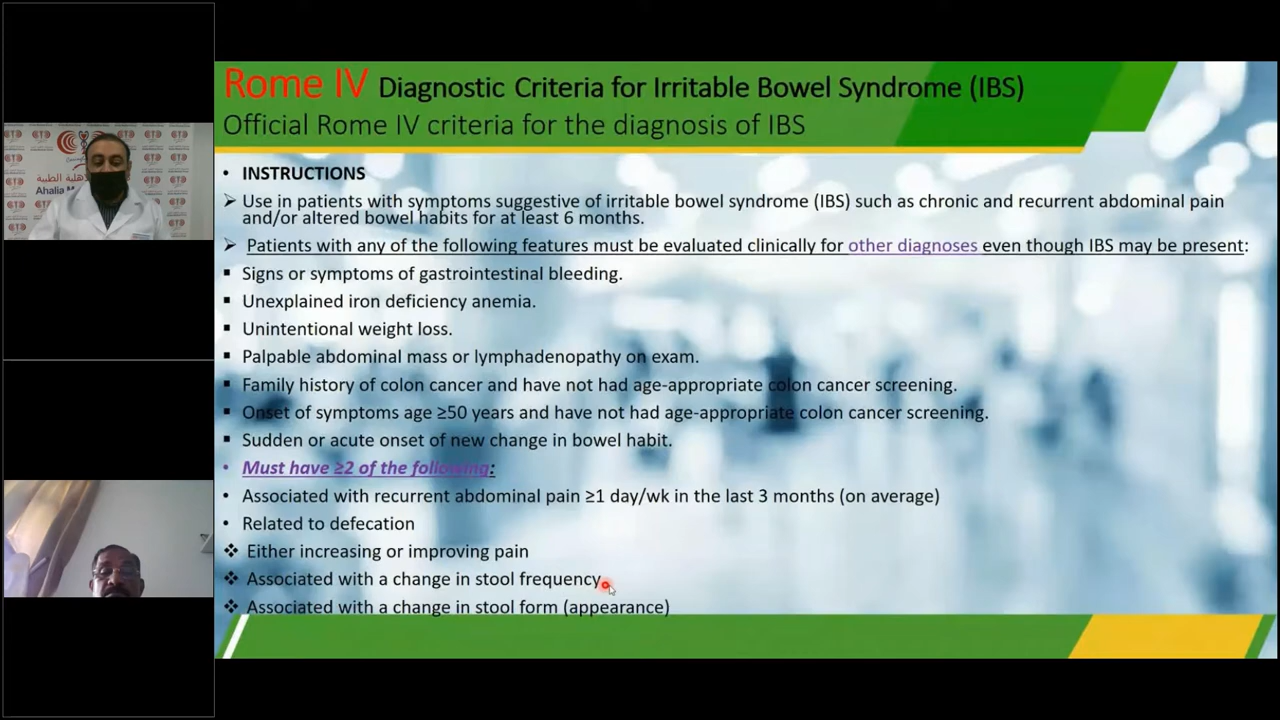 Rome IV Diagnostic Criteria for Irritable Bowel Syndrome (IBS)
Official Rome IV criteria for the diagnosis of IBS
• INSTRUCTIONS
➢ Use in patients with symptoms suggestive of irritable bowel syndrome (IBS) such as chronic and recurrent abdominal pain
and/or altered bowel habits for at least 6 months.
➢ Patients with any of the following features must be evaluated clinically for other diagnoses even though IBS may be present:
▪ Signs or symptoms of gastrointestinal bleeding.
▪ Unexplained iron deficiency anemia.
▪ Unintentional weight loss.
▪ Palpable abdominal mass or lymphadenopathy on exam.
▪ Family history of colon cancer and have not had age-appropriate colon cancer screening.
▪ Onset of symptoms age ≥50 years and have not had age-appropriate colon cancer screening.
▪ Sudden or acute onset of new change in bowel habit.
• Must have ≥2 of the following:
• Associated with recurrent abdominal pain ≥1 day/wk in the last 3 months (on average)
• Related to defecation
❖ Either increasing or improving pain
❖ Associated with a change in stool frequency
❖ Associated with a change in stool form (appearance)
الأهلية الطبية
Ahalia